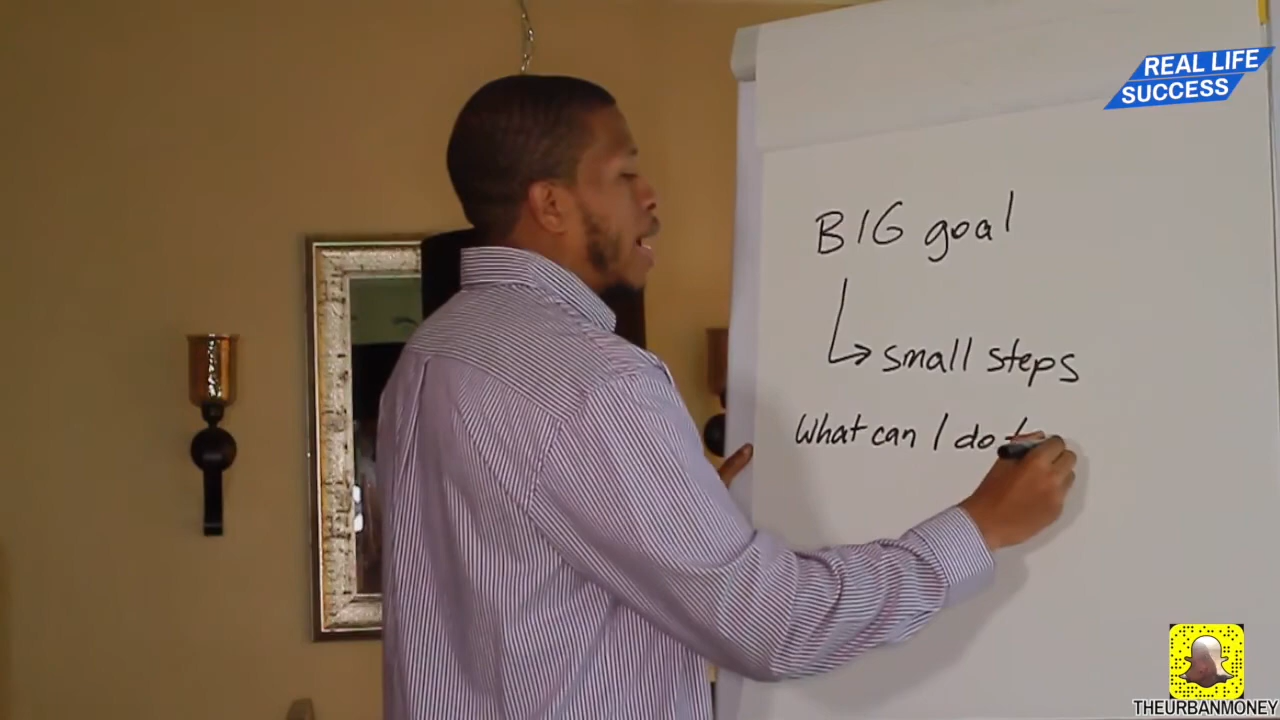 REAL LIFE
SUCCESS
BIG goal
small steps
What can I do
THEURBANMONEY